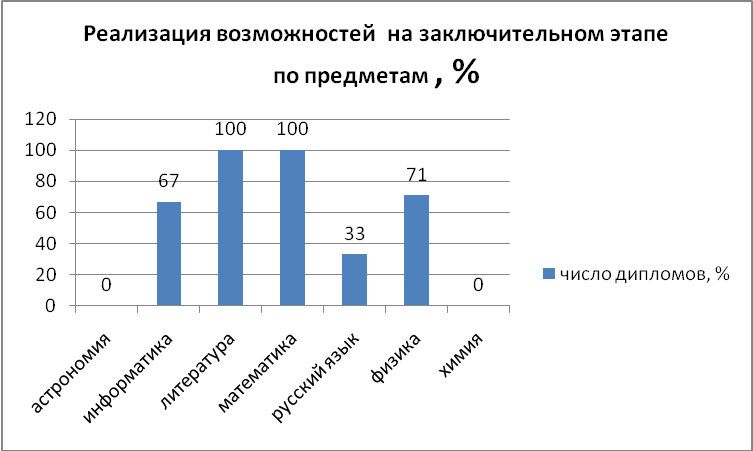 Реализация возможностей на заключительном этапе
по предметам , %
120
100
80
60
40
20
0
0
67
100
100
33
71
0
астрономия
информатика
литература
математика
русский язык
физика
химия
число дипломов, %